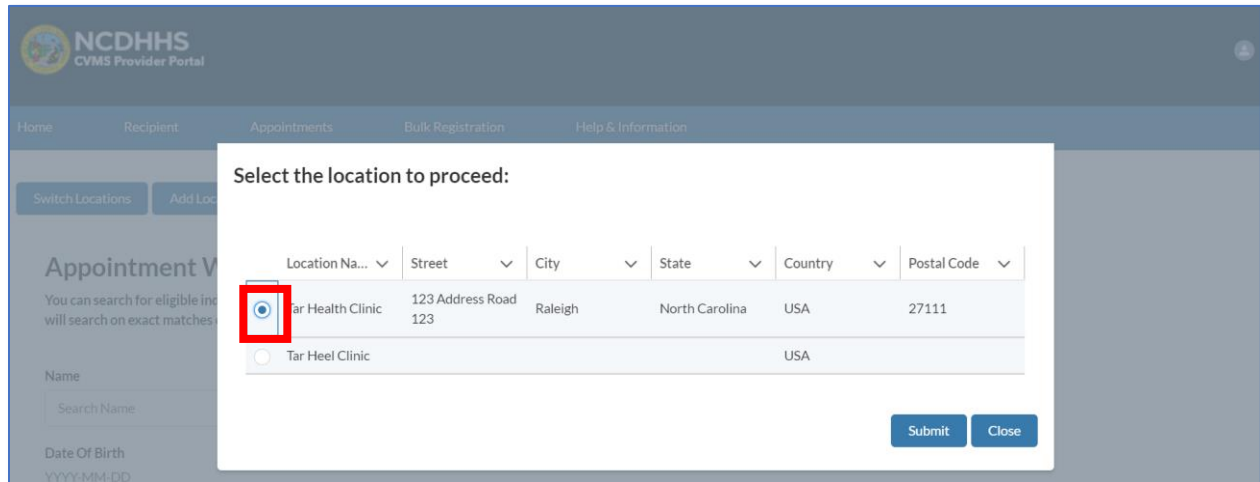 NCDHHS
CVMS Provider Portal
Home Recipient Appointments Bulk Registration Help & Information
Switch Locations Add Loc
Select the location to proceed:
Location Na... Street City State Country Postal Code
Tar Health Clinic 123 Address Road 123 Raleigh North Carolina USA 27111
Tar Heel Clinic USA
Submit Close
Appointment W
You can search for eligible inc
will search on exact matches
Name
Search Name
Date Of Birth
YYYY-MM-DD